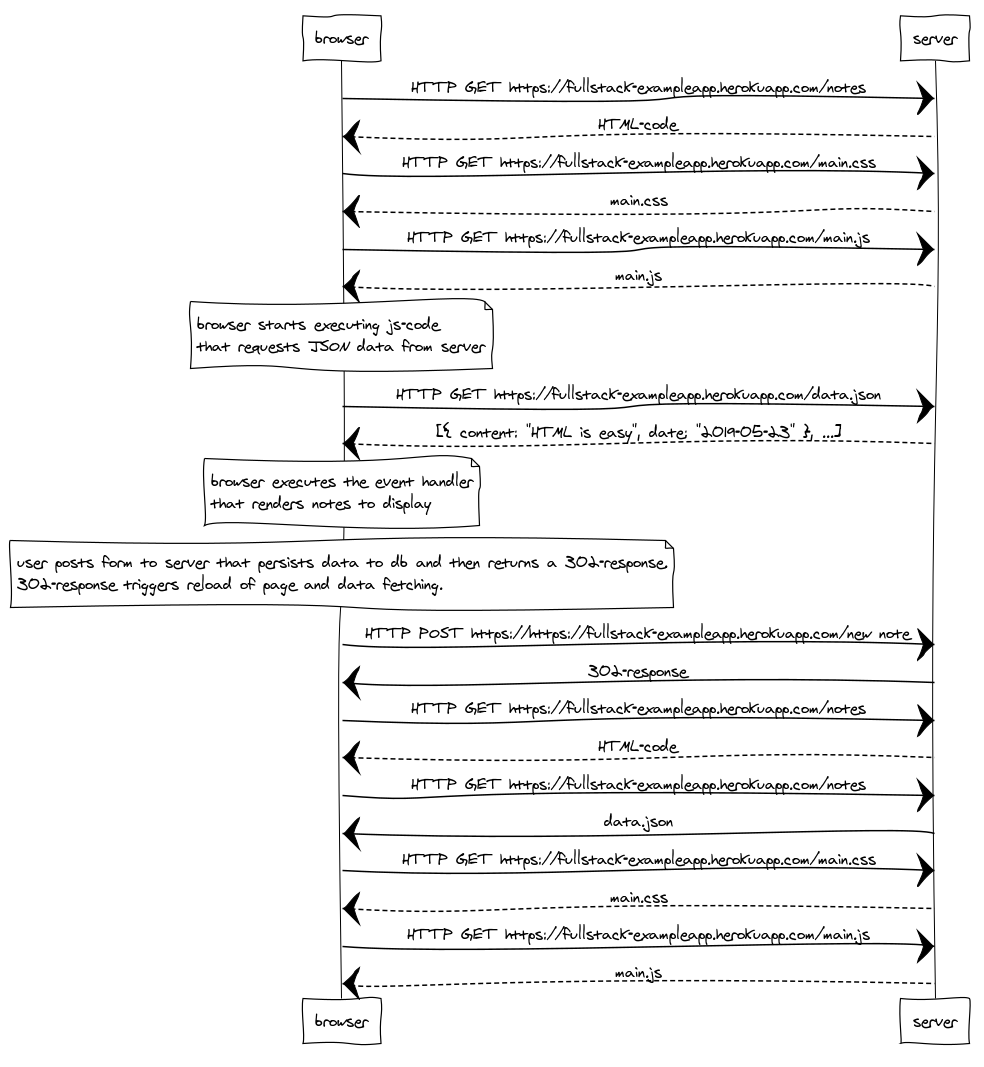 browser
server
HTTP GET https://fullstack-exampleapp.herokuapp.com/notes
HTML-code
HTTP GET https://fullstack-exampleapp.herokuapp.com/main.css
main.css
HTTP GET https://fullstack-exampleapp.herokuapp.com/main.js
main.js
browser starts executing js-code
that requests JSON data from server
HTTP GET https://fullstack-exampleapp.herokuapp.com/data.json
[{ content: "HTML is easy", date: "2019-05-23" }, ...]
browser executes the event handler
that renders notes to display
user posts form to server that persists data to db and then returns a 302-response.
302-response triggers reload of page and data fetching.
HTTP POST https://https://fullstack-exampleapp.herokuapp.com/new note
302-response
HTTP GET https://fullstack-exampleapp.herokuapp.com/notes
HTML-code
HTTP GET https://fullstack-exampleapp.herokuapp.com/notes
data.json
HTTP GET https://fullstack-exampleapp.herokuapp.com/main.css
main.css
HTTP GET https://fullstack-exampleapp.herokuapp.com/main.js
main.js
browser
server